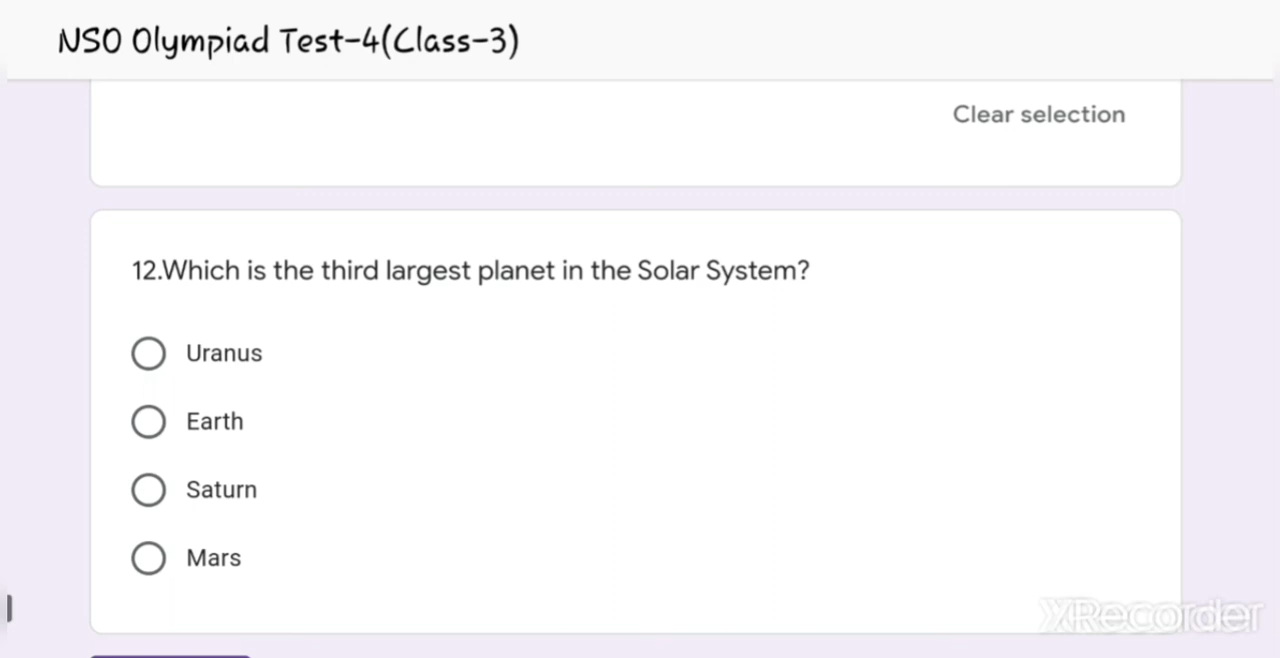 NSO Olympiad Test-4(Class-3)
Clear selection
12.Which is the third largest planet in the Solar System?
Uranus
Earth
Saturn
Mars
XRecorder